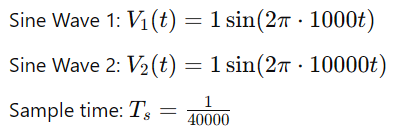 Sine Wave 1: V₁(t) = 1 sin(2π · 1000t)
Sine Wave 2: V₂(t) = 1 sin(2π · 10000t)
Sample time: Tₛ = 1/40000